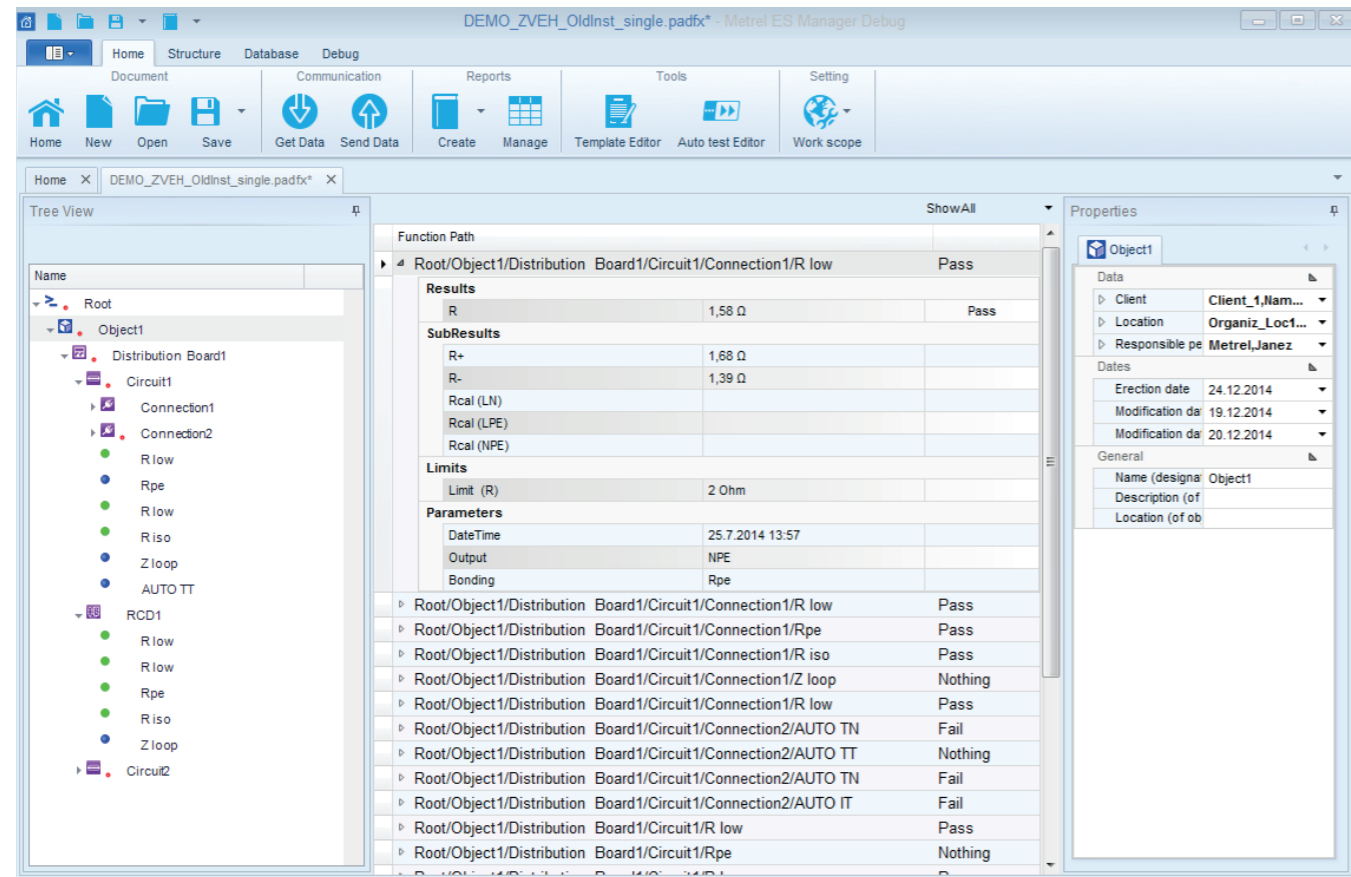 DEMO_ZVEH_OldInst_single.padfx* - Metrel ES Manager Debug
Home Structure Database Debug
Document Communication Reports Tools Setting
Home New Open Save Get Data Send Data Create Manage Template Editor Auto test Editor Work scope
Home X DEMO_ZVEH_OldInst_single.padfx* X
Tree View
Name
Root
Object1
Distribution Board1
Circuit1
Connection1
Connection2
R low
Rpe
R low
R iso
Z loop
AUTO TT
RCD1
R low
R low
Rpe
R iso
Z loop
Circuit2
ShowAll
Function Path
Root/Object1/Distribution Board1/Circuit1/Connection1/R low Pass
Results
R 1,58 Ω Pass
SubResults
R+ 1,68 Ω
R- 1,39 Ω
Rcal (LN)
Rcal (LPE)
Rcal (NPE)
Limits
Limit (R) 2 Ohm
Parameters
DateTime 25.7.2014 13:57
Output NPE
Bonding Rpe
Root/Object1/Distribution Board1/Circuit1/Connection1/R low Pass
Root/Object1/Distribution Board1/Circuit1/Connection1/Rpe Pass
Root/Object1/Distribution Board1/Circuit1/Connection1/R iso Pass
Root/Object1/Distribution Board1/Circuit1/Connection1/Z loop Nothing
Root/Object1/Distribution Board1/Circuit1/Connection1/R low Pass
Root/Object1/Distribution Board1/Circuit1/Connection2/AUTO TN Fail
Root/Object1/Distribution Board1/Circuit1/Connection2/AUTO TT Nothing
Root/Object1/Distribution Board1/Circuit1/Connection2/AUTO TN Fail
Root/Object1/Distribution Board1/Circuit1/Connection2/AUTO IT Fail
Root/Object1/Distribution Board1/Circuit1/R low Pass
Root/Object1/Distribution Board1/Circuit1/Rpe Nothing
Properties
Object1
Data
Client Client_1,Nam...
Location Organiz_Loc1...
Responsible pe Metrel,Janez
Dates
Erection date 24.12.2014
Modification da 19.12.2014
Modification da 20.12.2014
General
Name (designa Object1
Description (of
Location (of ob